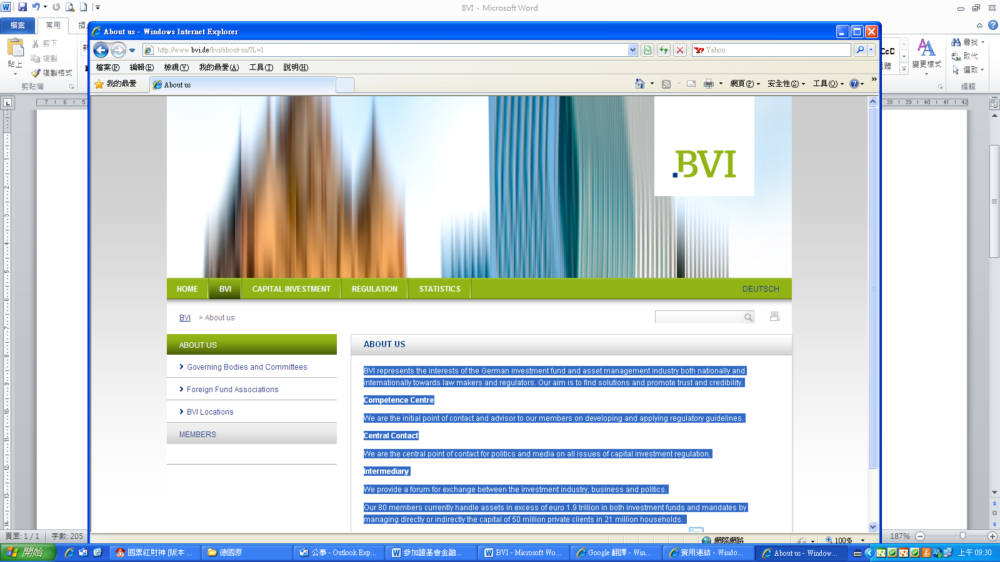 BVI - Microsoft Word
檔案
常用
剪下
複製
貼上
複製格式
剪貼簿
尋找
取代
選取
編輯
變更樣式
About us - Windows Internet Explorer
http://www.bvi.de/bvi/about-us/?L=1
Yahoo
檔案(F) 編輯(E) 檢視(V) 我的最愛(A) 工具(T) 說明(H)
我的最愛
About us
網頁(P) 安全性(S) 工具(O)
.BVI
HOME BVI CAPITAL INVESTMENT REGULATION STATISTICS DEUTSCH
BVI > About us
ABOUT US
Governing Bodies and Committees
Foreign Fund Associations
BVI Locations
MEMBERS
ABOUT US
BVI represents the interests of the German investment fund and asset management industry both nationally and
internationally towards law makers and regulators. Our aim is to find solutions and promote trust and credibility.
Competence Centre
We are the initial point of contact and advisor to our members on developing and applying regulatory guidelines.
Central Contact
We are the central point of contact for politics and media on all issues of capital investment regulation.
Intermediary
We provide a forum for exchange between the investment industry, business and politics.
Our 80 members currently handle assets in excess of euro 1.9 trillion in both investment funds and mandates by
managing directly or indirectly the capital of 50 million private clients in 21 million households.
頁面: 1 / 1 字數: 205
網際網路
100%
187%
開始
國票紅財神 [版本 ...
德國原
公事 - Outlook Exp...
參加證基會金融...
BVI - Microsoft Wo...
Google 翻譯 - Win...
實用連結 - Windo...
About us - Window...
上午 09:30